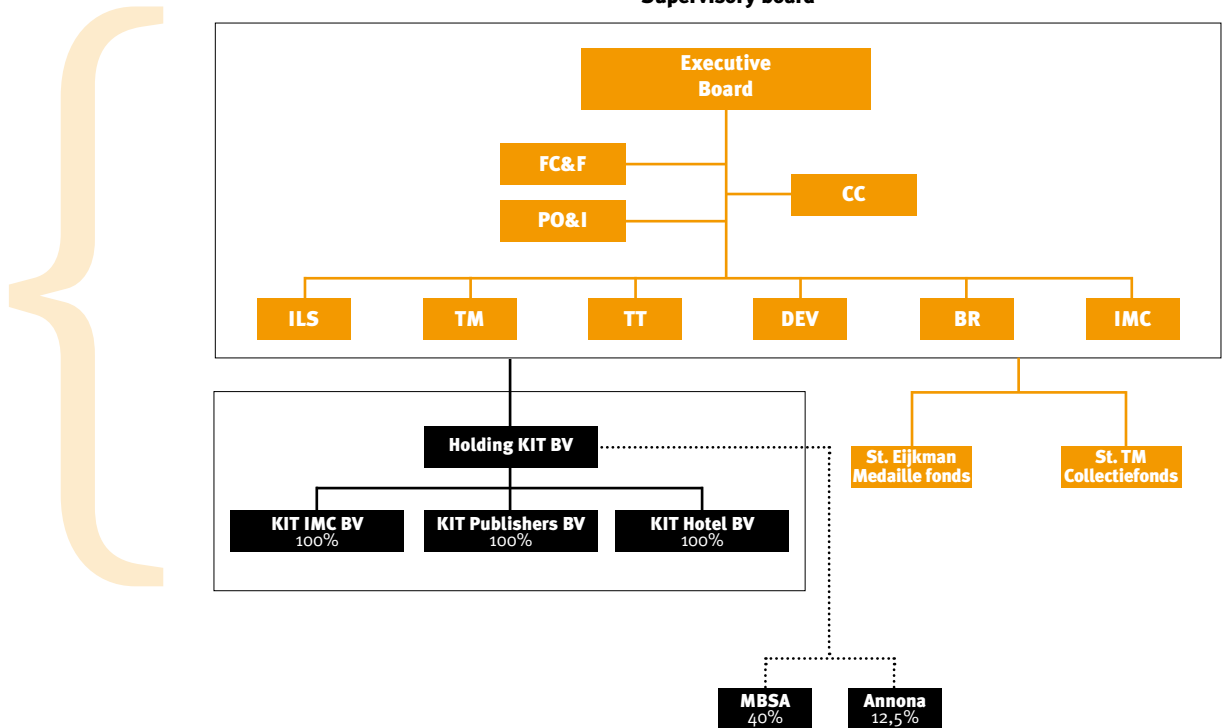 Supervisory board
Executive
Board
FC&F
CC
PO&I
ILS
TM
TT
DEV
BR
IMC
Holding KIT BV
St. Eijkman
Medaille fonds
St. TM
Collectiefonds
KIT IMC BV
100%
KIT Publishers BV
100%
KIT Hotel BV
100%
MBSA
40%
Annona
12,5%